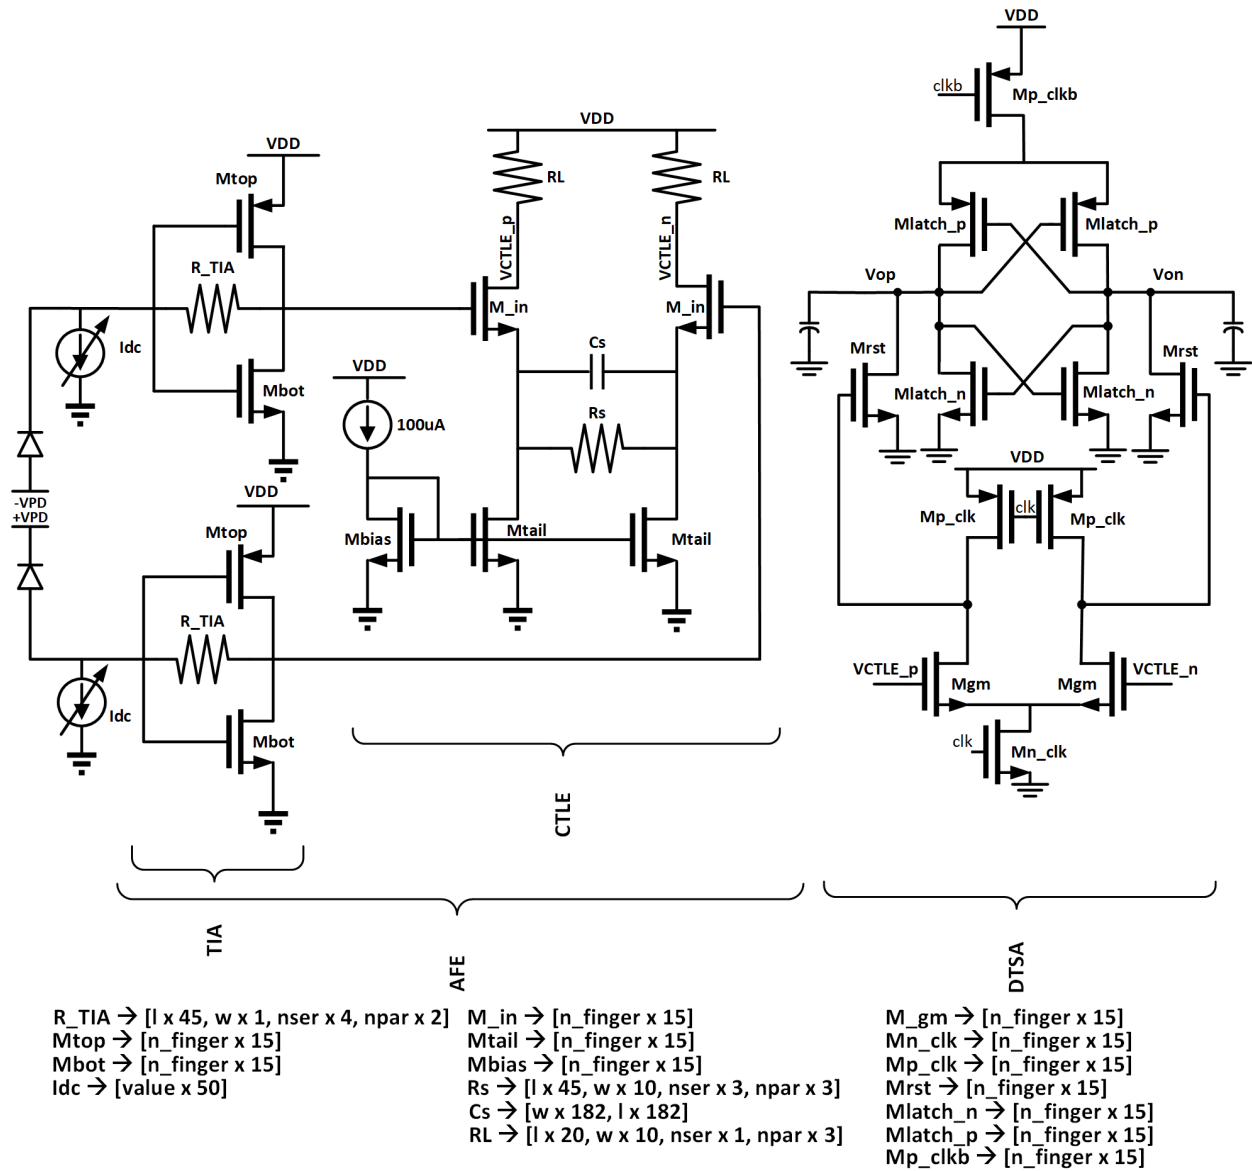 VDD
clkb
Mp_clkb
VDD
VDD
Mtop
RL
RL
Mlatch_p
Mlatch_p
VCTLE_p
VCTLE_n
R_TIA
Vop
Von
M_in
M_in
Idc
Cs
Mrst
Mrst
VDD
Mbot
Mlatch_n
Mlatch_n
100uA
Rs
VDD
-VPD
+VPD
VDD
clk
Mp_clk
Mp_clk
Mtop
Mbias
Mtail
Mtail
R_TIA
VCTLE_p
VCTLE_n
Mgm
Mgm
Idc
Mbot
clk
Mn_clk
CTLE
TIA
AFE
DTSA
R_TIA → [l x 45, w x 1, nser x 4, npar x 2]
Mtop → [n_finger x 15]
Mbot → [n_finger x 15]
Idc → [value x 50]
M_in → [n_finger x 15]
Mtail → [n_finger x 15]
Mbias → [n_finger x 15]
Rs → [l x 45, w x 10, nser x 3, npar x 3]
Cs → [w x 182, l x 182]
RL → [l x 20, w x 10, nser x 1, npar x 3]
M_gm → [n_finger x 15]
Mn_clk → [n_finger x 15]
Mp_clk → [n_finger x 15]
Mrst → [n_finger x 15]
Mlatch_n → [n_finger x 15]
Mlatch_p → [n_finger x 15]
Mp_clkb → [n_finger x 15]